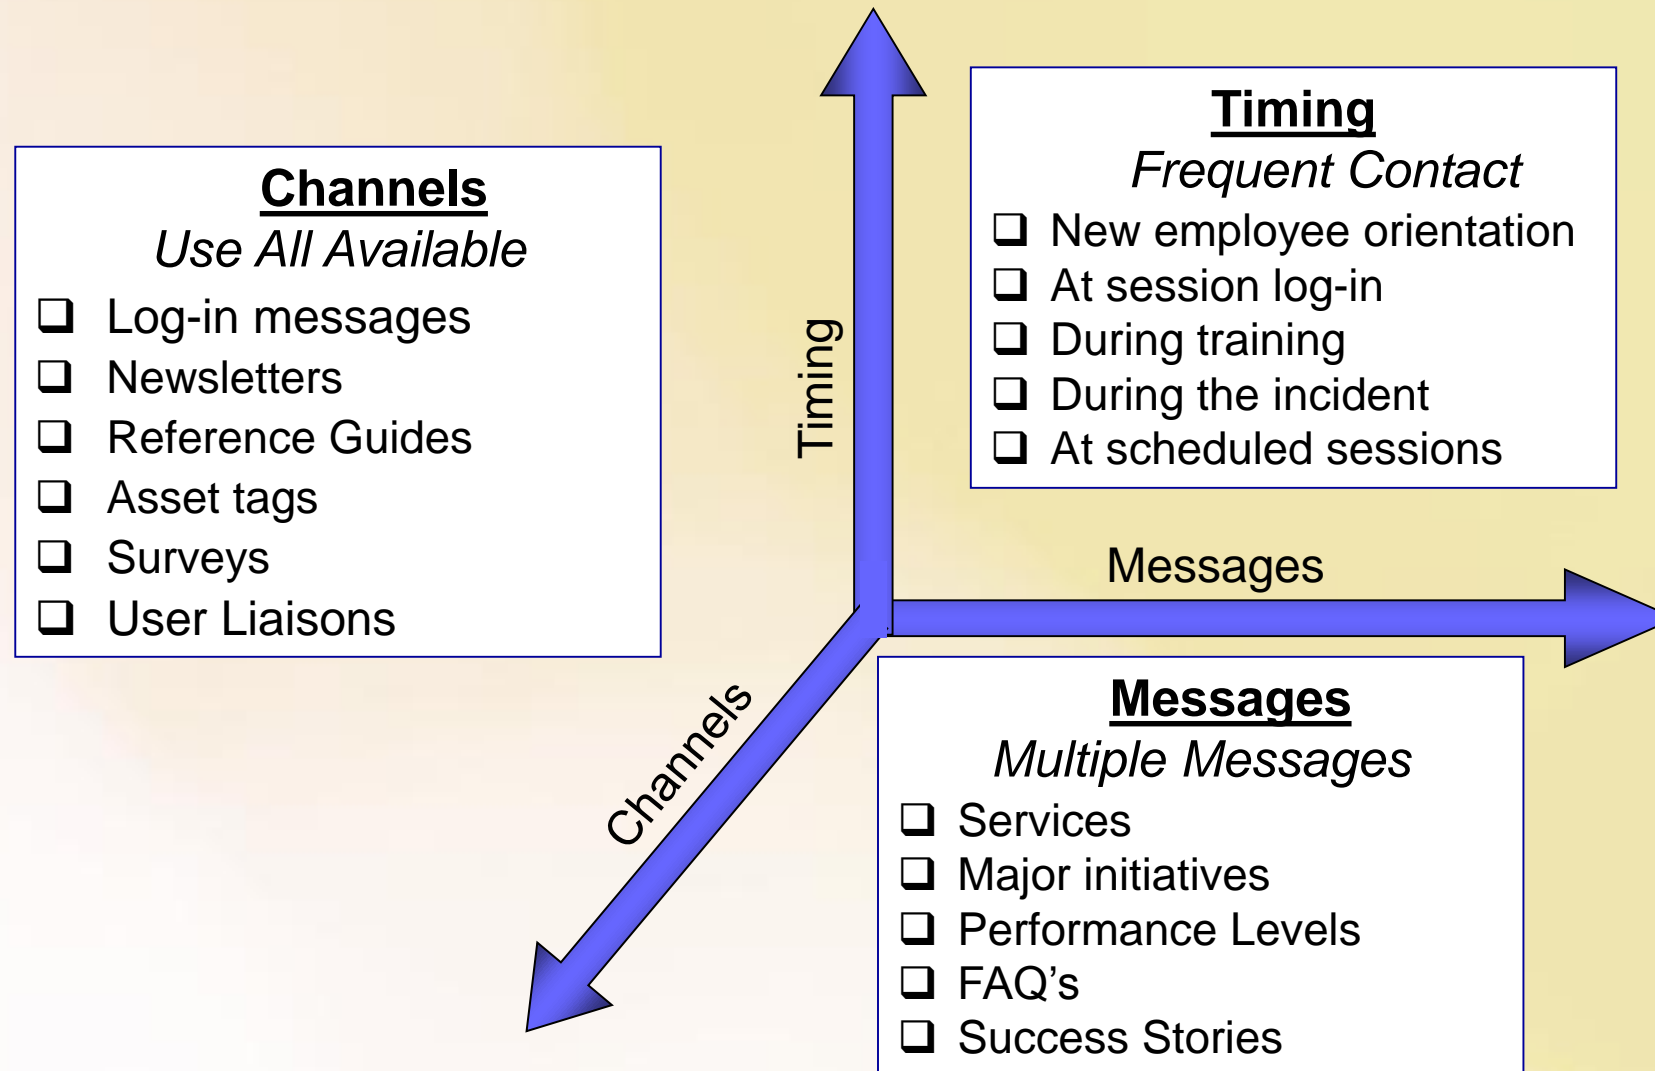 Channels
Use All Available
❑ Log-in messages
❑ Newsletters
❑ Reference Guides
❑ Asset tags
❑ Surveys
❑ User Liaisons
Timing
Timing
Frequent Contact
❑ New employee orientation
❑ At session log-in
❑ During training
❑ During the incident
❑ At scheduled sessions
Messages
Channels
Messages
Multiple Messages
❑ Services
❑ Major initiatives
❑ Performance Levels
❑ FAQ’s
❑ Success Stories